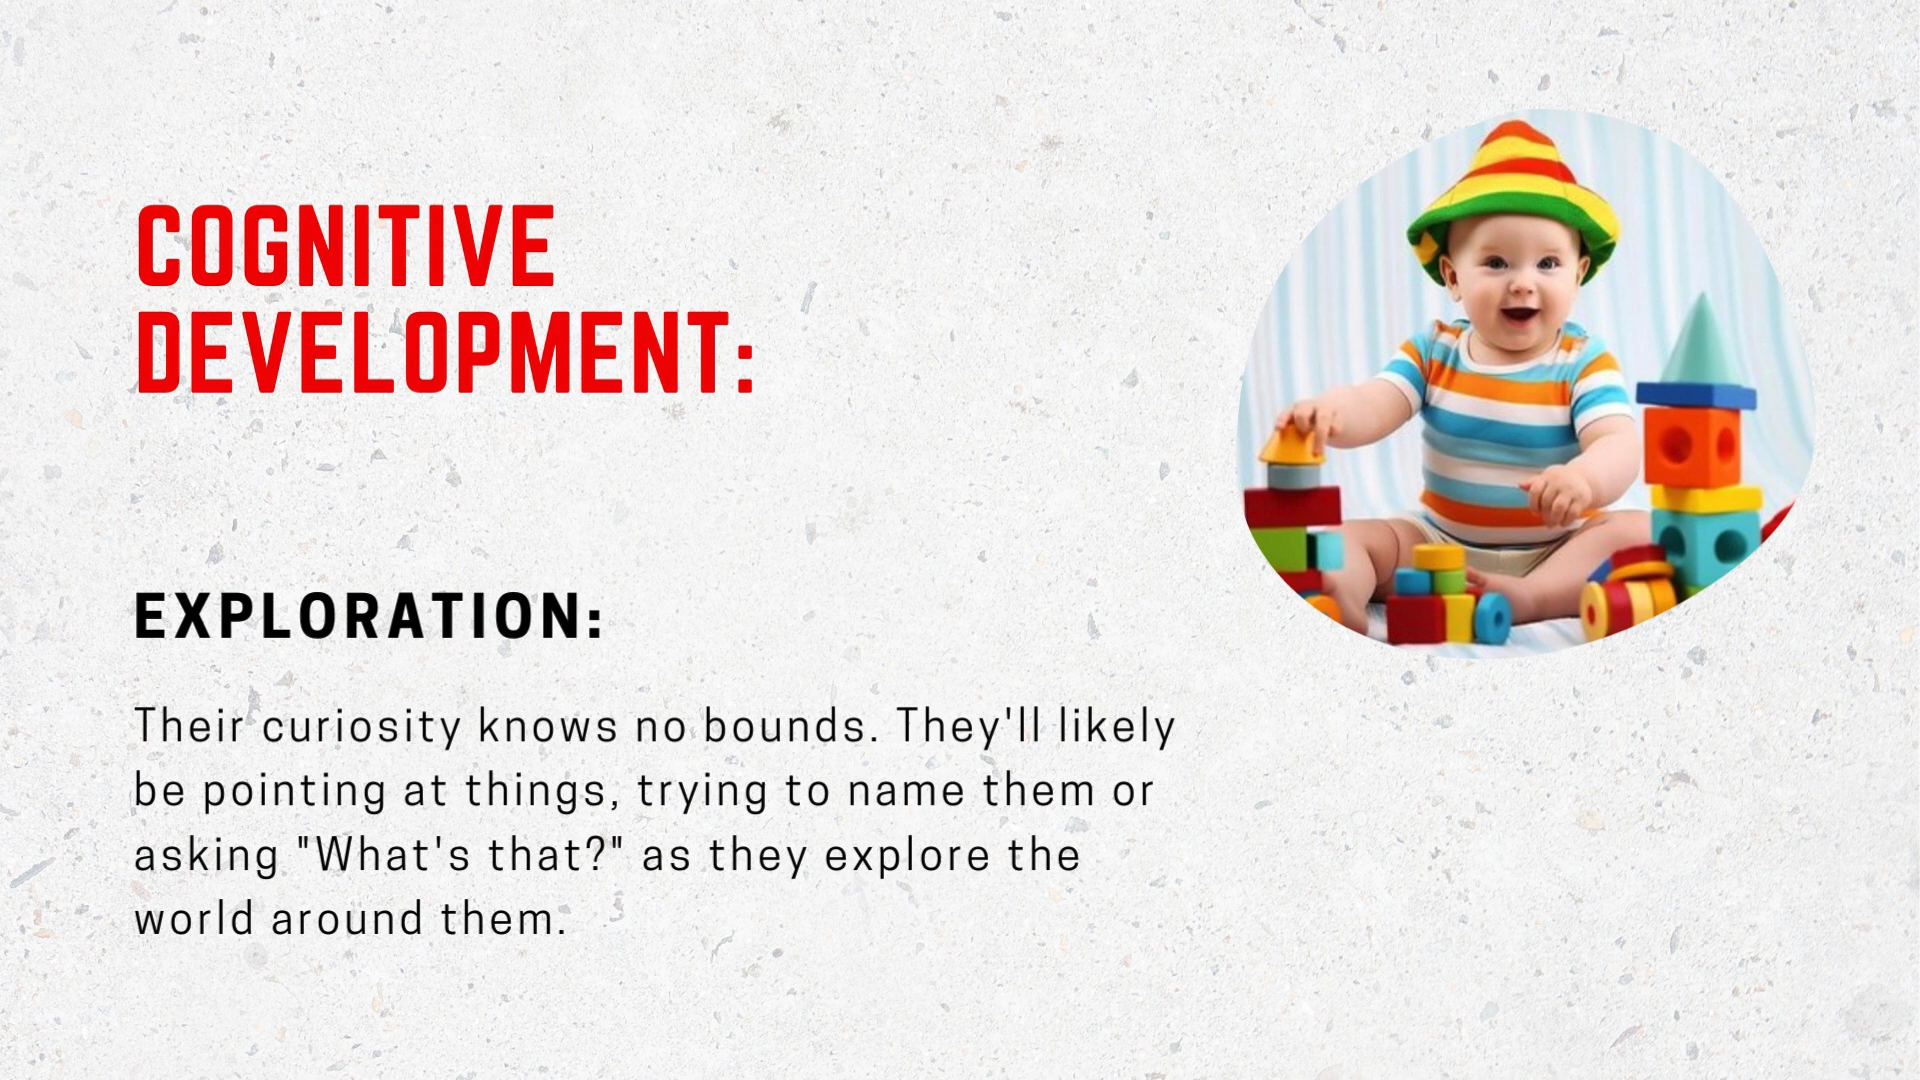 COGNITIVE
DEVELOPMENT:
EXPLORATION:
Their curiosity knows no bounds. They'll likely
be pointing at things, trying to name them or
asking "What's that?" as they explore the
world around them.